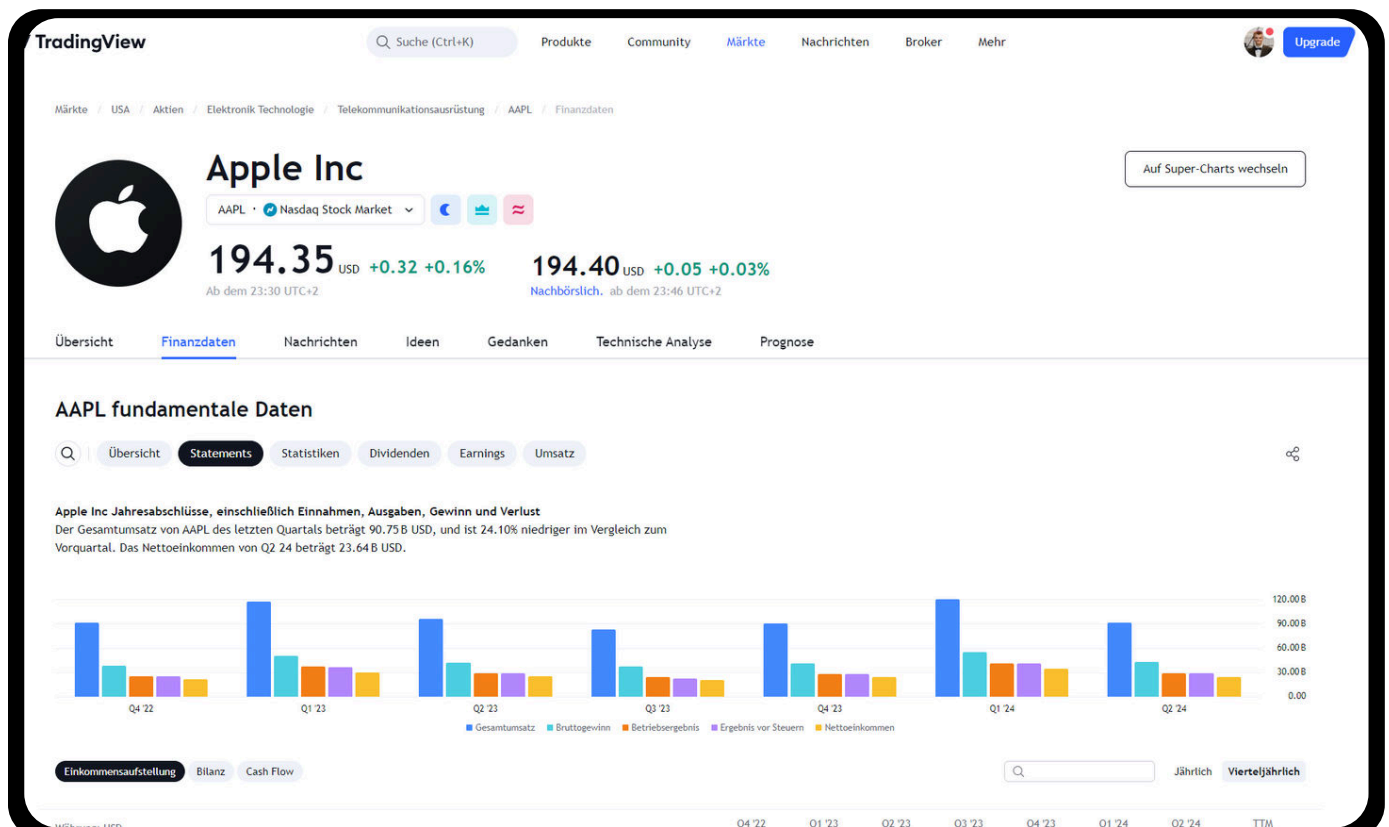 TradingView
Suche (Ctrl+K)
Produkte
Community
Märkte
Nachrichten
Broker
Mehr
Upgrade
Märkte / USA / Aktien / Elektronik Technologie / Telekommunikationsausrüstung / AAPL / Finanzdaten
Apple Inc
Auf Super-Charts wechseln
AAPL · Nasdaq Stock Market
194.35 USD +0.32 +0.16%
194.40 USD +0.05 +0.03%
Ab dem 23:30 UTC+2
Nachbörslich. ab dem 23:46 UTC+2
Übersicht
Finanzdaten
Nachrichten
Ideen
Gedanken
Technische Analyse
Prognose
AAPL fundamentale Daten
Übersicht
Statements
Statistiken
Dividenden
Earnings
Umsatz
Apple Inc Jahresabschlüsse, einschließlich Einnahmen, Ausgaben, Gewinn und Verlust
Der Gesamtumsatz von AAPL des letzten Quartals beträgt 90.75 B USD, und ist 24.10% niedriger im Vergleich zum
Vorquartal. Das Nettoeinkommen von Q2 24 beträgt 23.64 B USD.
120.00 B
90.00 B
60.00 B
30.00 B
0.00
Q4 '22
Q1 '23
Q2 '23
Q3 '23
Q4 '23
Q1 '24
Q2 '24
Gesamtumsatz
Bruttogewinn
Betriebsergebnis
Ergebnis vor Steuern
Nettoeinkommen
Einkommensaufstellung
Bilanz
Cash Flow
Jährlich
Vierteljährlich
Q4 '22
Q1 '23
Q2 '23
Q3 '23
Q4 '23
Q1 '24
Q2 '24
TTM